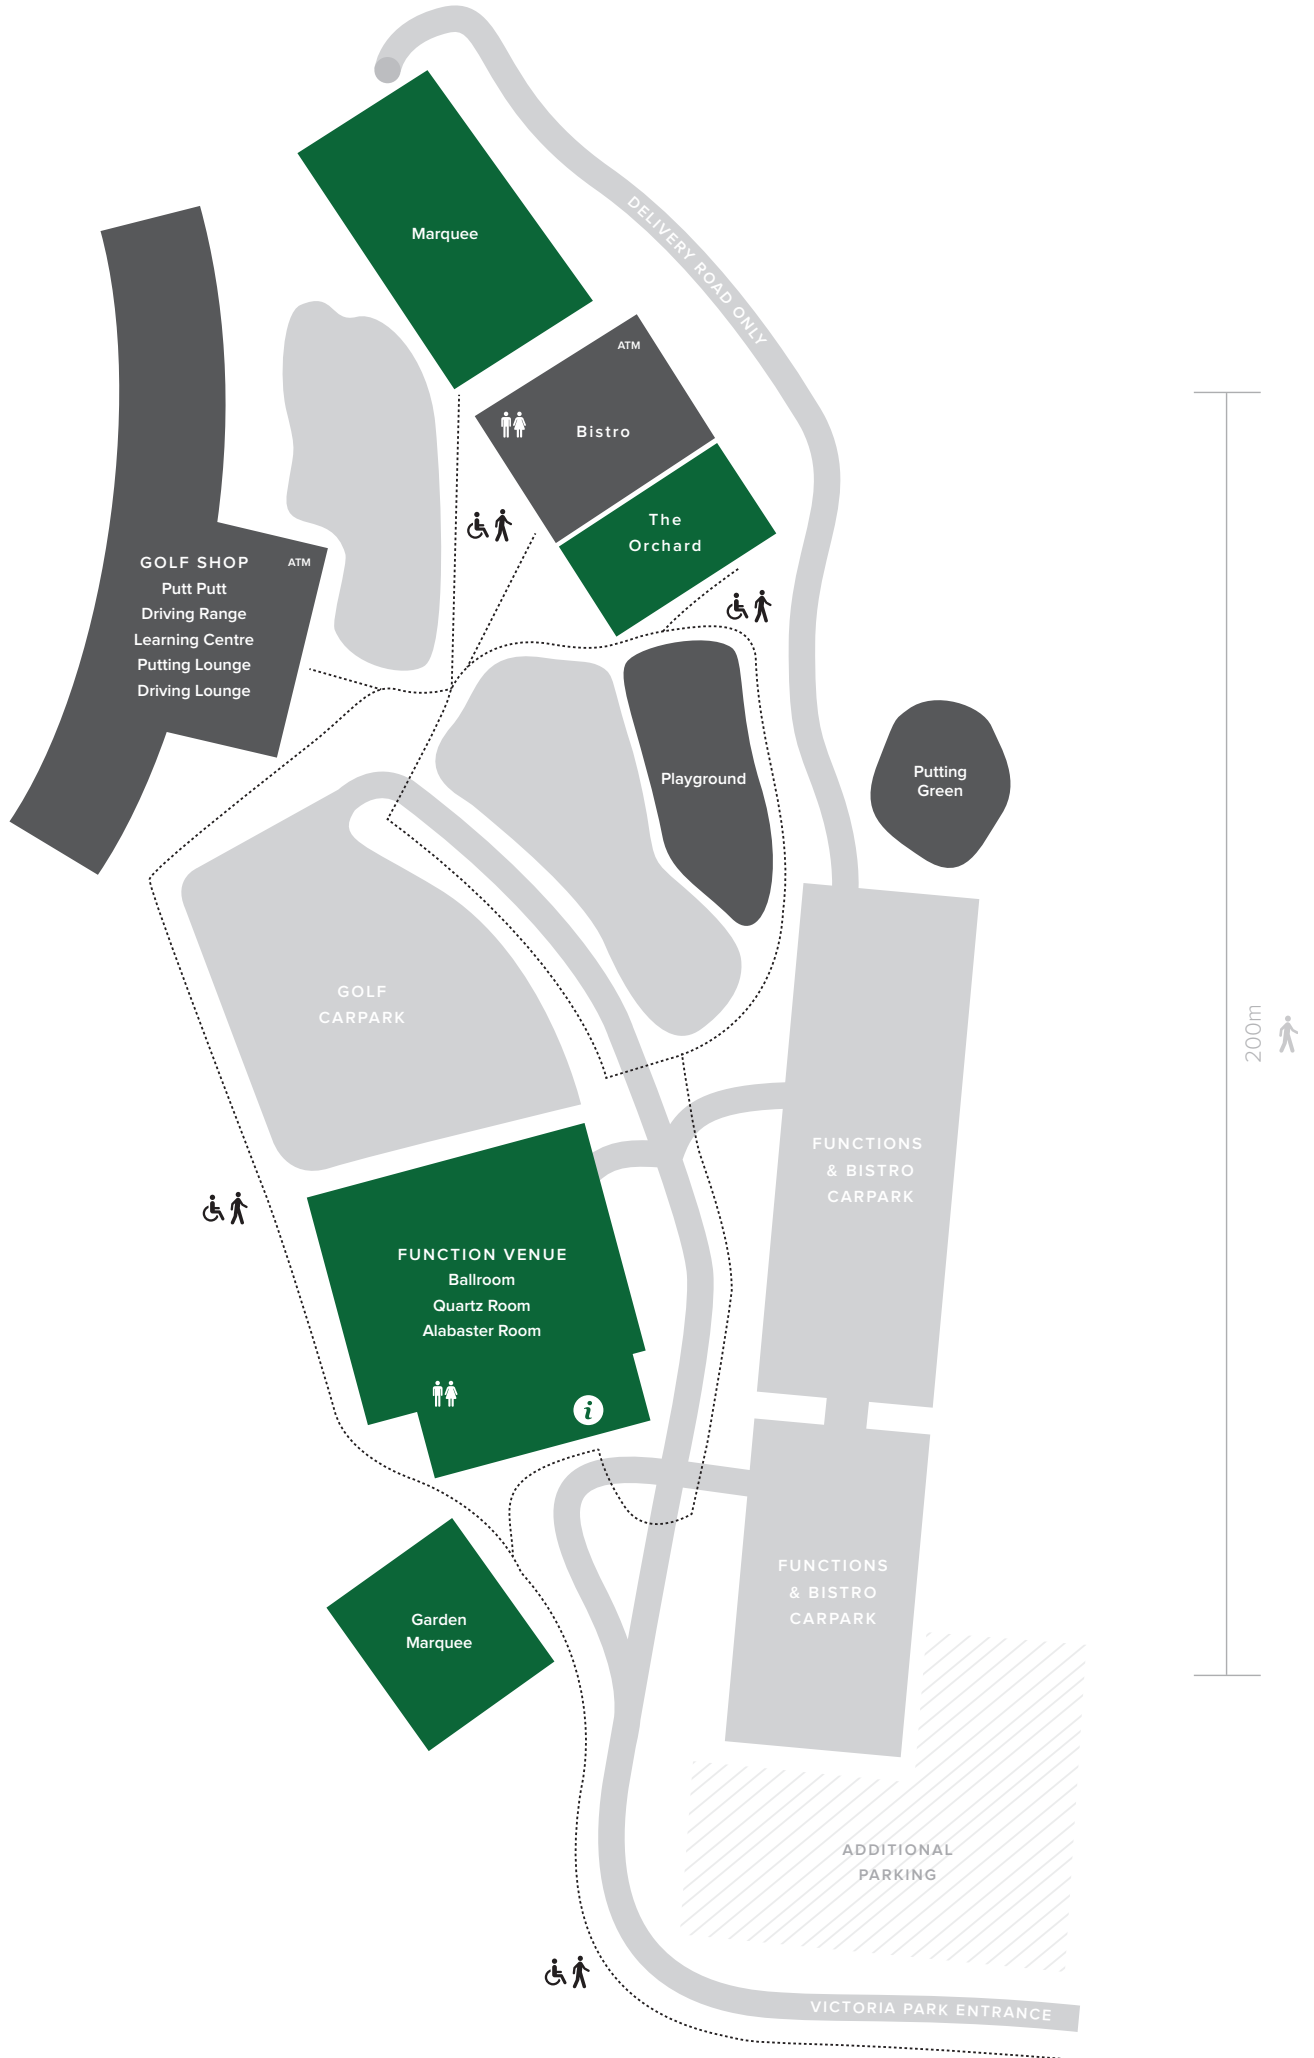 DELIVERY ROAD ONLY
Marquee
ATM
Bistro
The
Orchard
GOLF SHOP
ATM
Putt Putt
Driving Range
Learning Centre
Putting Lounge
Driving Lounge
Playground
Putting
Green
GOLF
CARPARK
200m
FUNCTIONS
& BISTRO
CARPARK
FUNCTION VENUE
Ballroom
Quartz Room
Alabaster Room
i
FUNCTIONS
& BISTRO
CARPARK
Garden
Marquee
ADDITIONAL
PARKING
VICTORIA PARK ENTRANCE